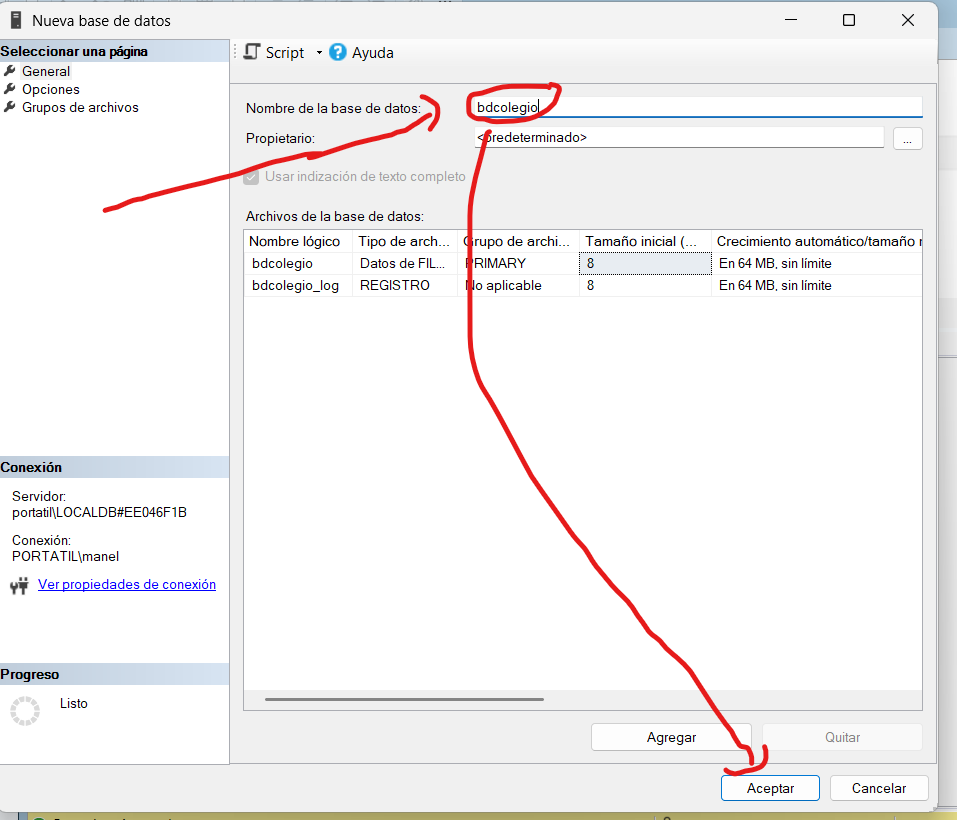 Nueva base de datos
Seleccionar una página
General
Opciones
Grupos de archivos
Script
Ayuda
Nombre de la base de datos: bdcolegio
Propietario: <predeterminado>
...
Usar indización de texto completo
Archivos de la base de datos:
Nombre lógico Tipo de arch... Grupo de archi... Tamaño inicial (... Crecimiento automático/tamaño
bdcolegio Datos de FIL... PRIMARY 8 En 64 MB, sin límite
bdcolegio_log REGISTRO No aplicable 8 En 64 MB, sin límite
Conexión
Servidor:
portatil\LOCALDB#EE046F1B
Conexión:
PORTATIL\manel
Ver propiedades de conexión
Progreso
Listo
Agregar Quitar
Aceptar Cancelar